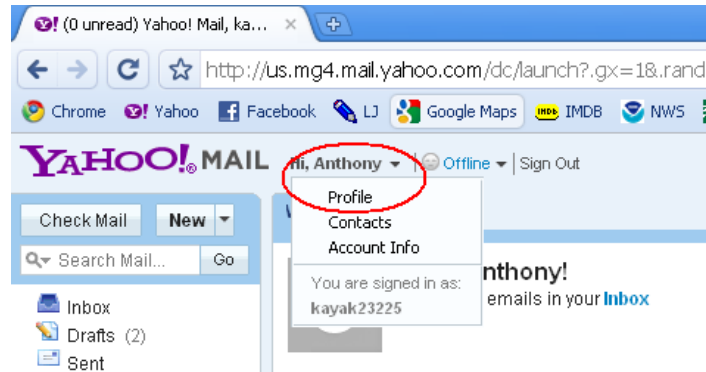 (0 unread) Yahoo! Mail, ka...
http://us.mg4.mail.yahoo.com/dc/launch?.gx=1&.rand
Chrome Yahoo Facebook LJ Google Maps IMDB NWS
YAHOO!® MAIL Hi, Anthony Offline | Sign Out
Profile
Check Mail New
Contacts
Account Info
Search Mail... Go
nthony!
You are signed in as:
emails in your Inbox
kayak23225
Inbox
Drafts (2)
Sent